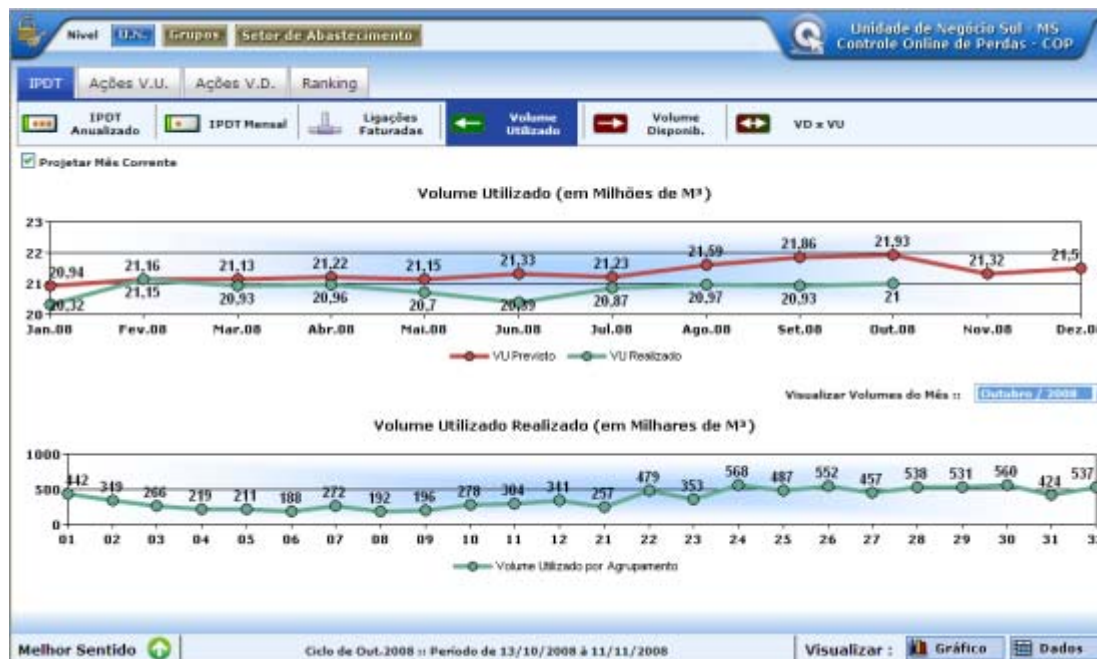 Nível U.N. Grupos Setor de Abastecimento
Unidade de Negócio Sul - MS
Controle Online de Perdas - COP
IPDT Ações V.U. Ações V.D. Ranking
IPDT Anualizado IPDT Mensal Ligações Faturadas Volume Utilizado Volume Disponib. VD x VU
Projetar Mês Corrente
Volume Utilizado (em Milhões de M³)
23
22
21
20
20,94 21,16 21,13 21,22 21,15 21,33 21,23 21,59 21,86 21,93 21,32 21,5
20,32 21,15 20,93 20,96 20,7 20,39 20,87 20,97 20,93 21
Jan.08 Fev.08 Mar.08 Abr.08 Mai.08 Jun.08 Jul.08 Ago.08 Set.08 Out.08 Nov.08 Dez.0
VU Previsto VU Realizado
Visualizar Volumes do Mês :: Outubro / 2008
Volume Utilizado Realizado (em Milhares de M³)
1000
500
0
442 349 266 219 211 188 272 192 196 278 304 341 257 479 353 568 487 552 457 538 531 560 424 537
01 02 03 04 05 06 07 08 09 10 11 12 21 22 23 24 25 26 27 28 29 30 31
Volume Utilizado por Agrupamento
Melhor Sentido
Ciclo de Out.2008 :: Período de 13/10/2008 à 11/11/2008
Visualizar : Gráfico Dados